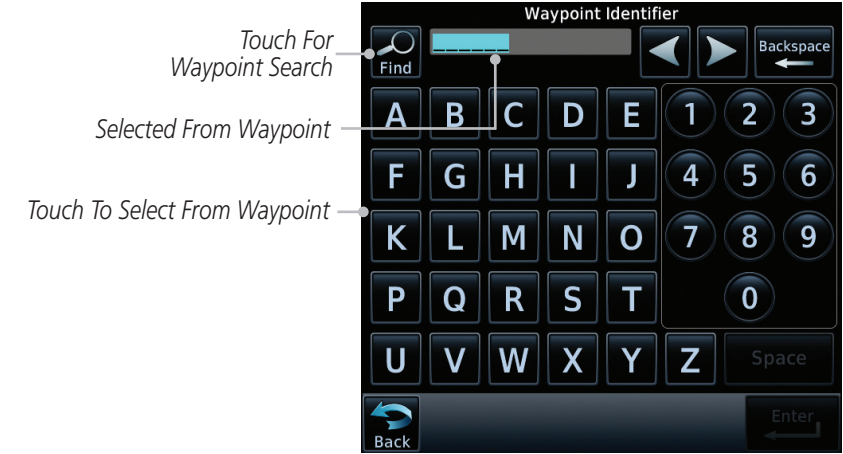 Waypoint Identifier
Touch For
Waypoint Search
Find
Backspace
Selected From Waypoint
A B C D E 1 2 3
F G H I J 4 5 6
Touch To Select From Waypoint
K L M N O 7 8 9
P Q R S T 0
U V W X Y Z Space
Back
Enter